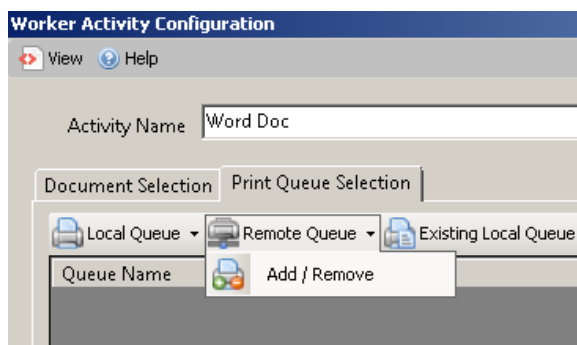 Worker Activity Configuration
View Help
Activity Name Word Doc
Document Selection Print Queue Selection
Local Queue Remote Queue Existing Local Queue
Queue Name Add / Remove